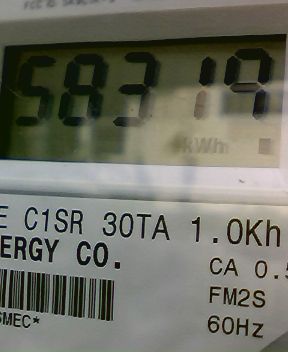 58319
kWh
E C1SR 30TA 1.0Kh
ERGY CO.
CA 0.5
FM2S
60Hz
SMEC*